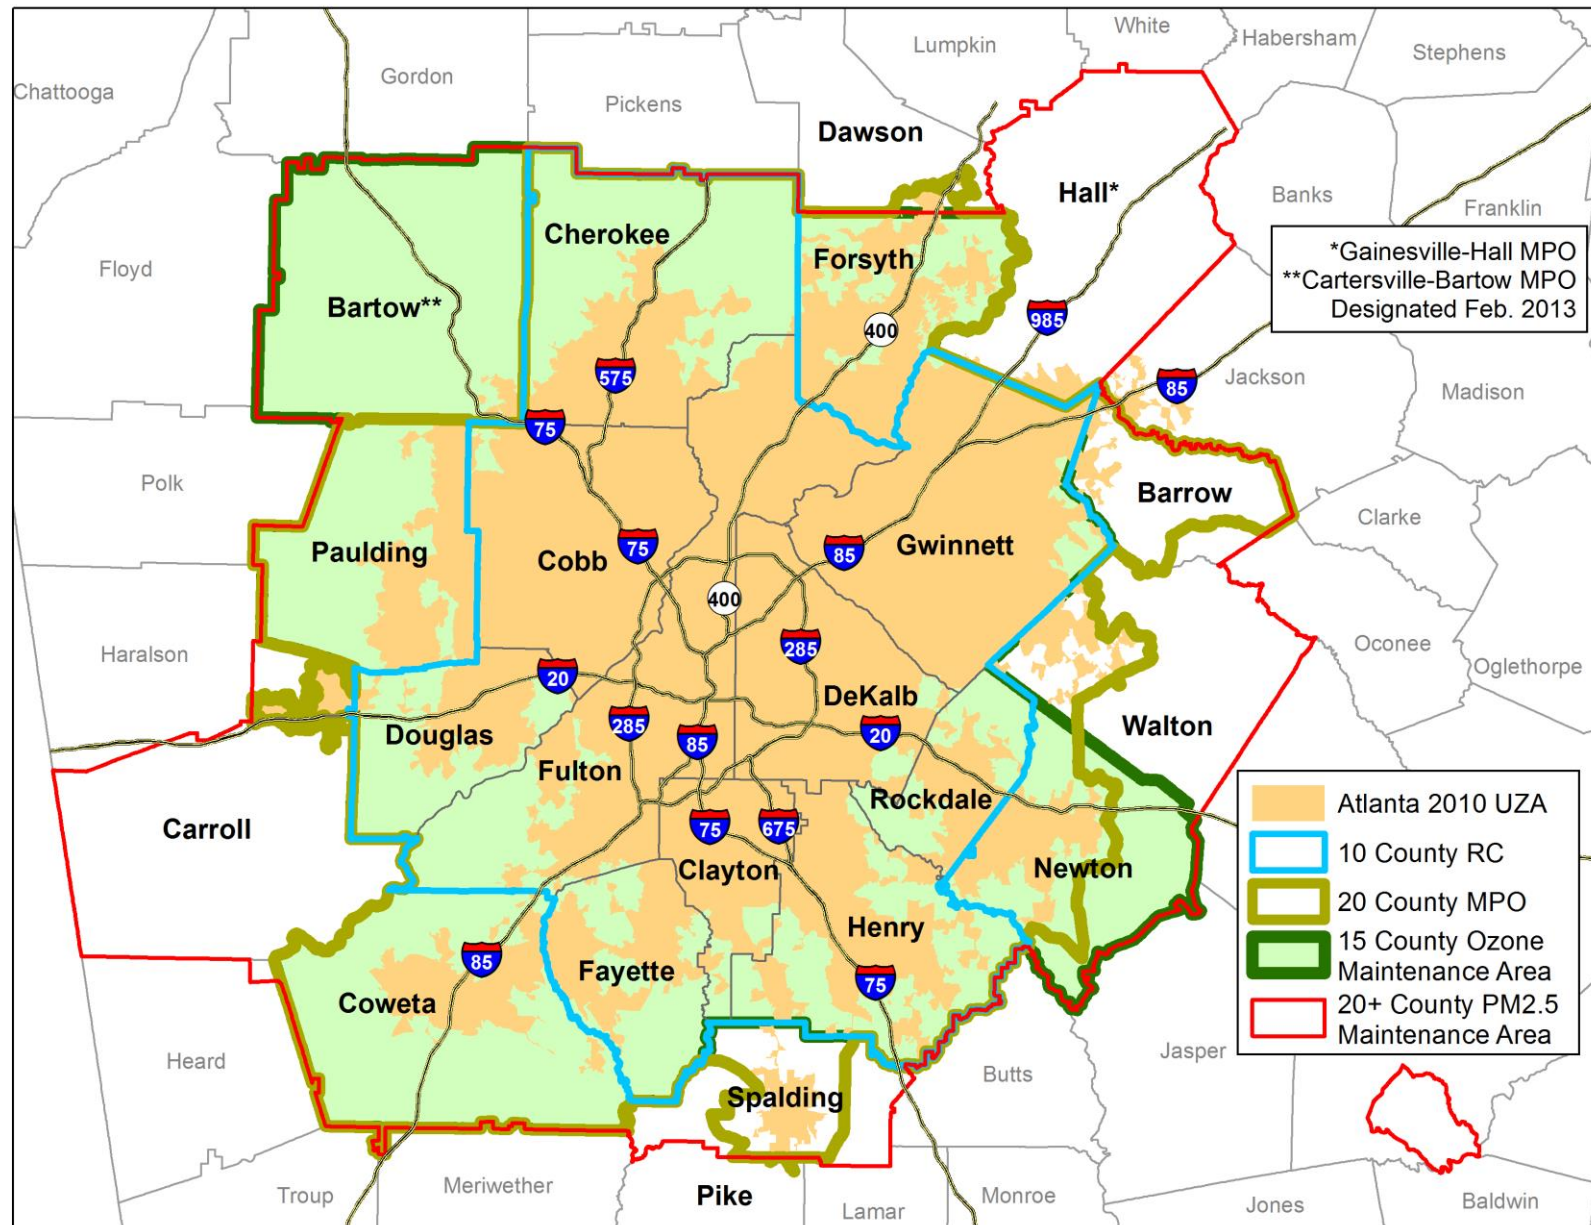 White
Lumpkin
Habersham
Stephens
Gordon
Chattooga
Pickens
Dawson
Hall*
Banks
Franklin
Cherokee
*Gainesville-Hall MPO
**Cartersville-Bartow MPO
Designated Feb. 2013
Floyd
Forsyth
Bartow**
985
400
575
85
Jackson
Madison
75
Polk
Barrow
Clarke
Paulding
Cobb
75
85
Gwinnett
400
Haralson
285
Oconee
Oglethorpe
20
DeKalb
285
85
20
Walton
Douglas
Fulton
Rockdale
Carroll
75
675
Clayton
Newton
Henry
85
Fayette
75
Coweta
Atlanta 2010 UZA
10 County RC
20 County MPO
15 County Ozone
Maintenance Area
20+ County PM2.5
Maintenance Area
Heard
Jasper
Butts
Spalding
Troup
Meriwether
Pike
Lamar
Monroe
Jones
Baldwin